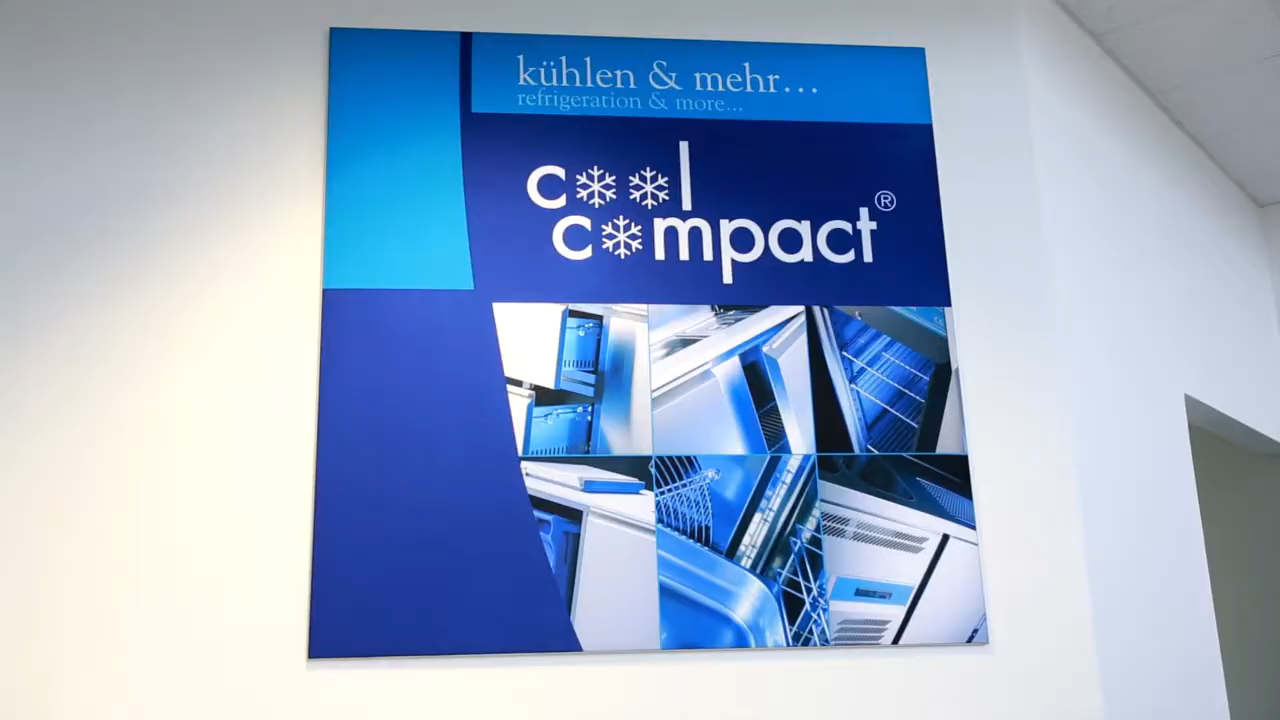 kühlen & mehr...
refrigeration & more...
cool
compact®